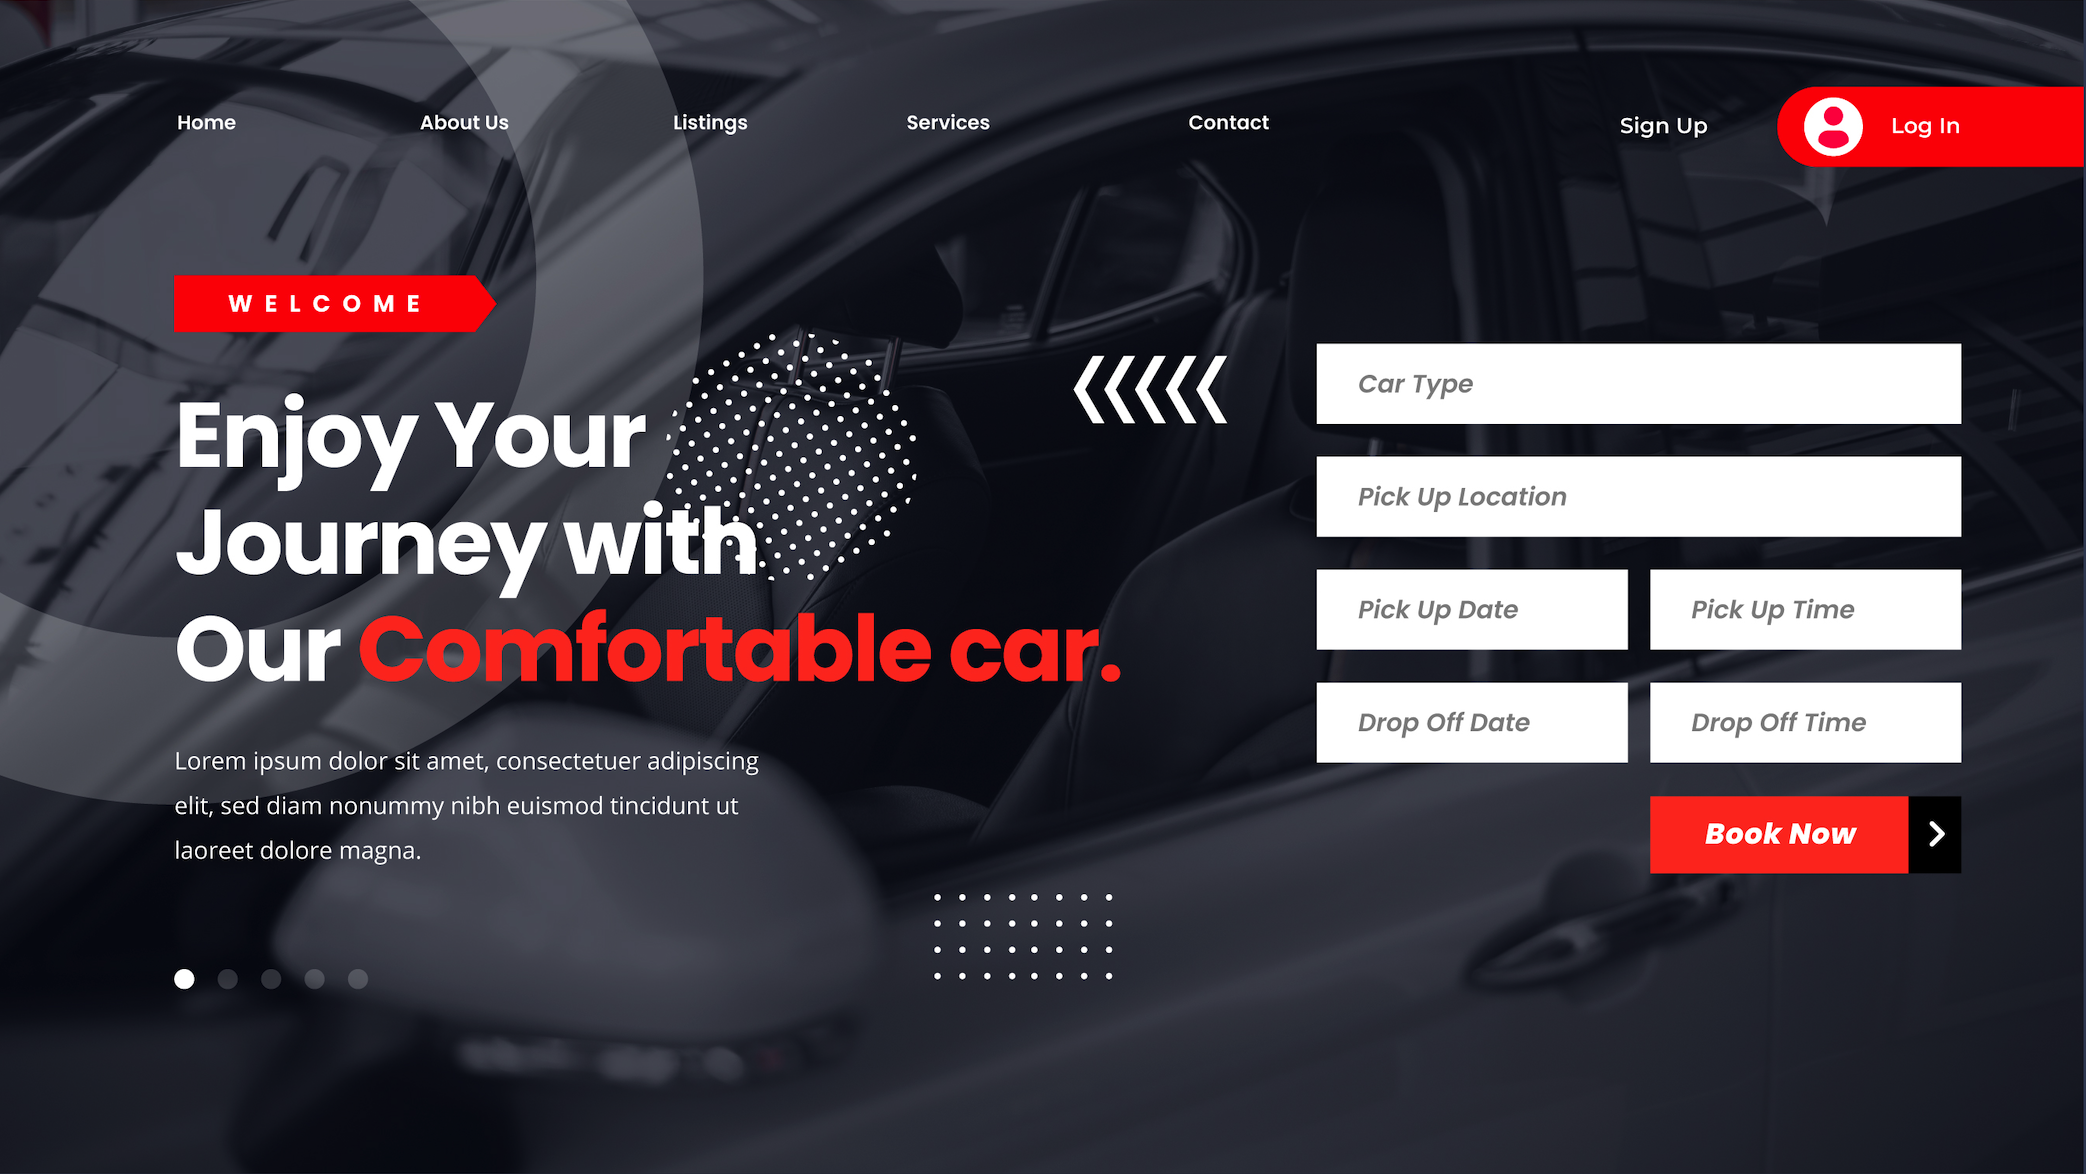 Home About Us Listings Services Contact Sign Up Log In
WELCOME
Enjoy Your
Journey with
Our Comfortable car.
Lorem ipsum dolor sit amet, consectetuer adipiscing
elit, sed diam nonummy nibh euismod tincidunt ut
laoreet dolore magna.
Car Type
Pick Up Location
Pick Up Date Pick Up Time
Drop Off Date Drop Off Time
Book Now